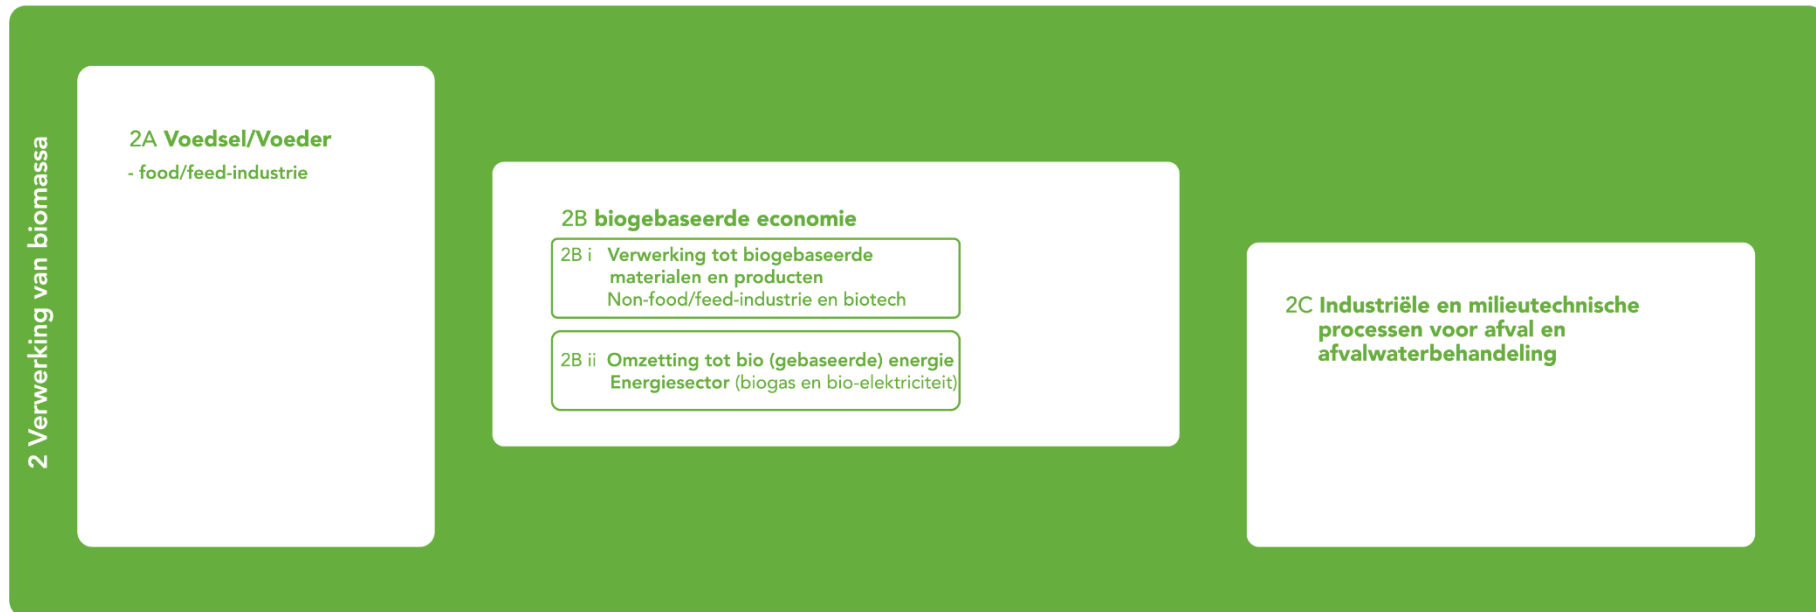 2 Verwerking van biomassa
2A Voedsel/Voeder
- food/feed-industrie
2B biogebaseerde economie
2B i Verwerking tot biogebaseerde
materialen en producten
Non-food/feed-industrie en biotech
2B ii Omzetting tot bio (gebaseerde) energie
Energiesector (biogas en bio-elektriciteit)
2C Industriële en milieutechnische
processen voor afval en
afvalwaterbehandeling